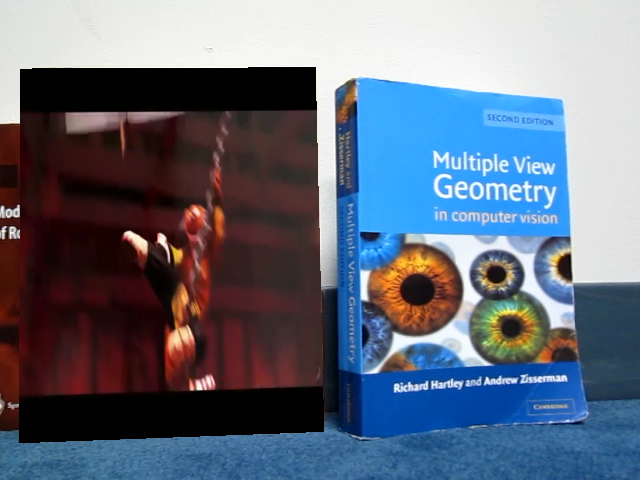 Mod
of Ro
SECOND EDITION
Multiple View
Geometry
in computer vision
Hartley and
Zisserman
Multiple View Geometry
Richard Hartley and Andrew Zisserman
CAMBRIDGE